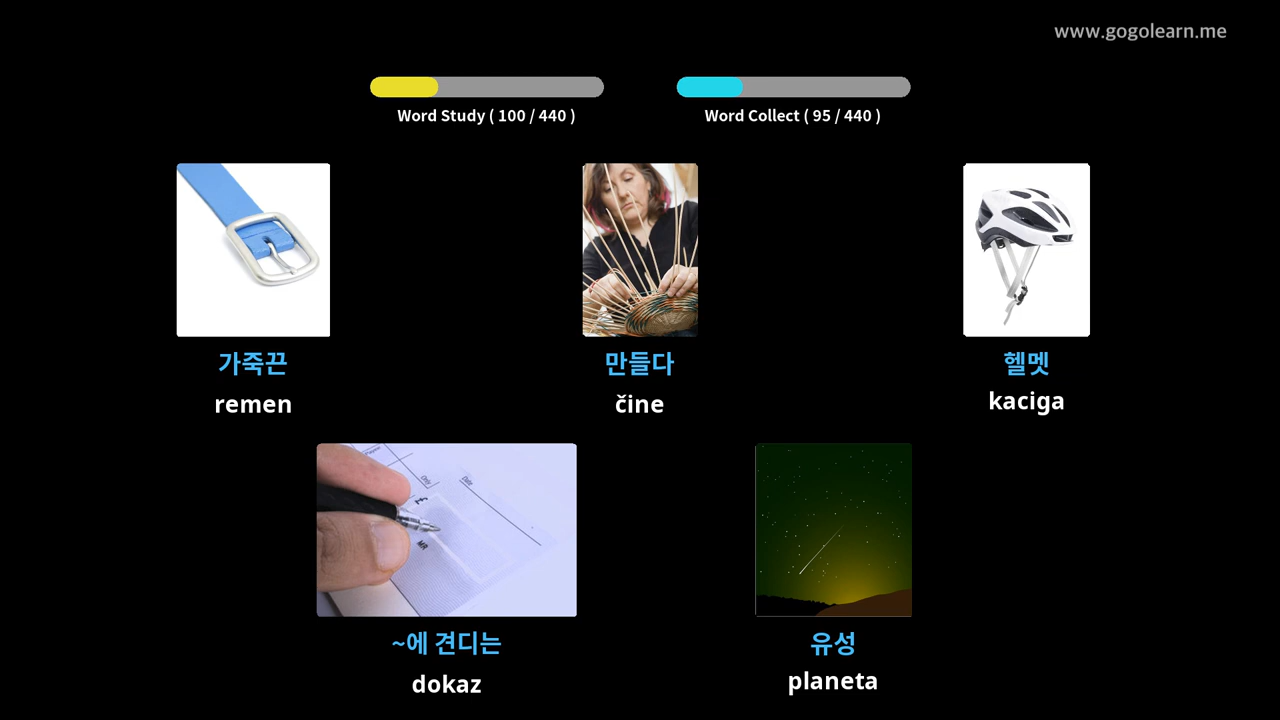 www.gogolearn.me
Word Study ( 100 / 440 )
Word Collect ( 95 / 440 )
가죽끈
remen
만들다
čine
헬멧
kaciga
~에 견디는
dokaz
유성
planeta